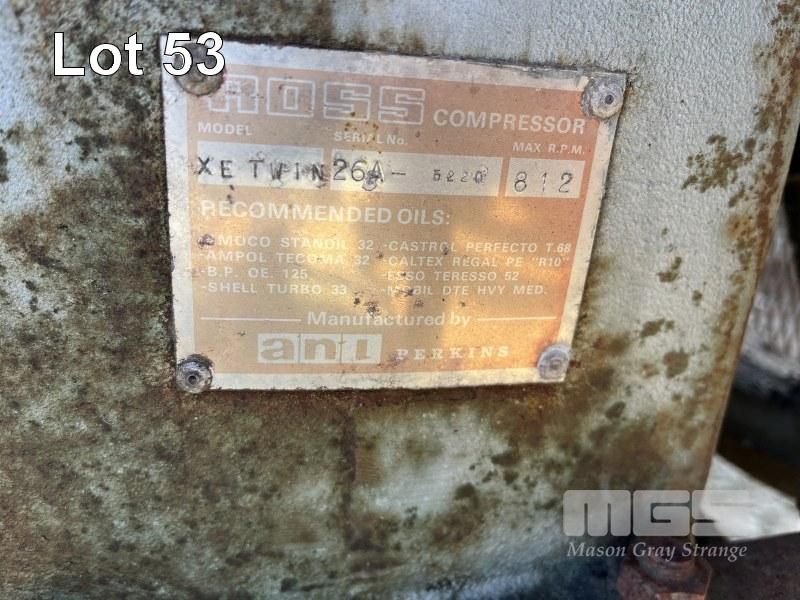 Lot 53
ROSS COMPRESSOR
MODEL SERIAL No. MAX R.P.M.
XE TWIN 26A- 5220 812
RECOMMENDED OILS:
-AMOCO STANOIL 32 -CASTROL PERFECTO T.68
-AMPOL TECOMA 32 -CALTEX REGAL PE "R10"
-B.P. OE. 125 -ESSO TERESSO 52
-SHELL TURBO 33 -MOBIL DTE HVY MED.
Manufactured by
anl PERKINS
MGS
Mason Gray Strange